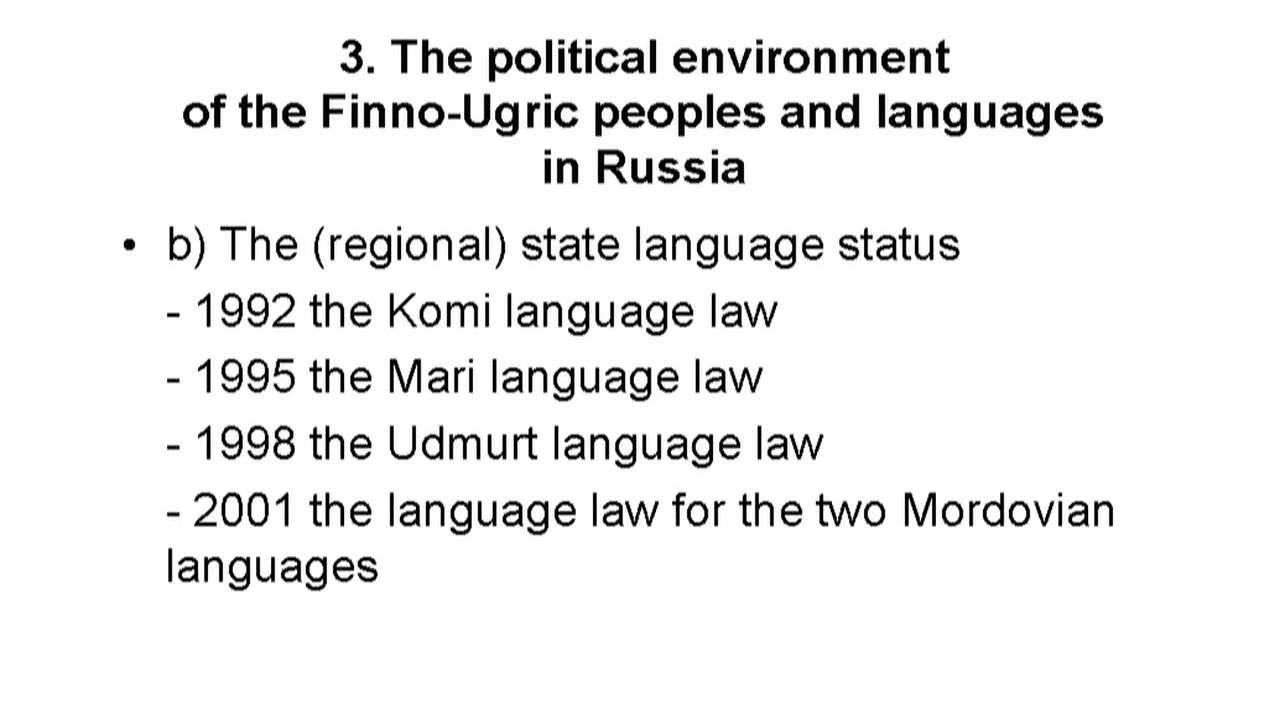 3. The political environment
of the Finno-Ugric peoples and languages
in Russia
• b) The (regional) state language status
- 1992 the Komi language law
- 1995 the Mari language law
- 1998 the Udmurt language law
- 2001 the language law for the two Mordovian
languages